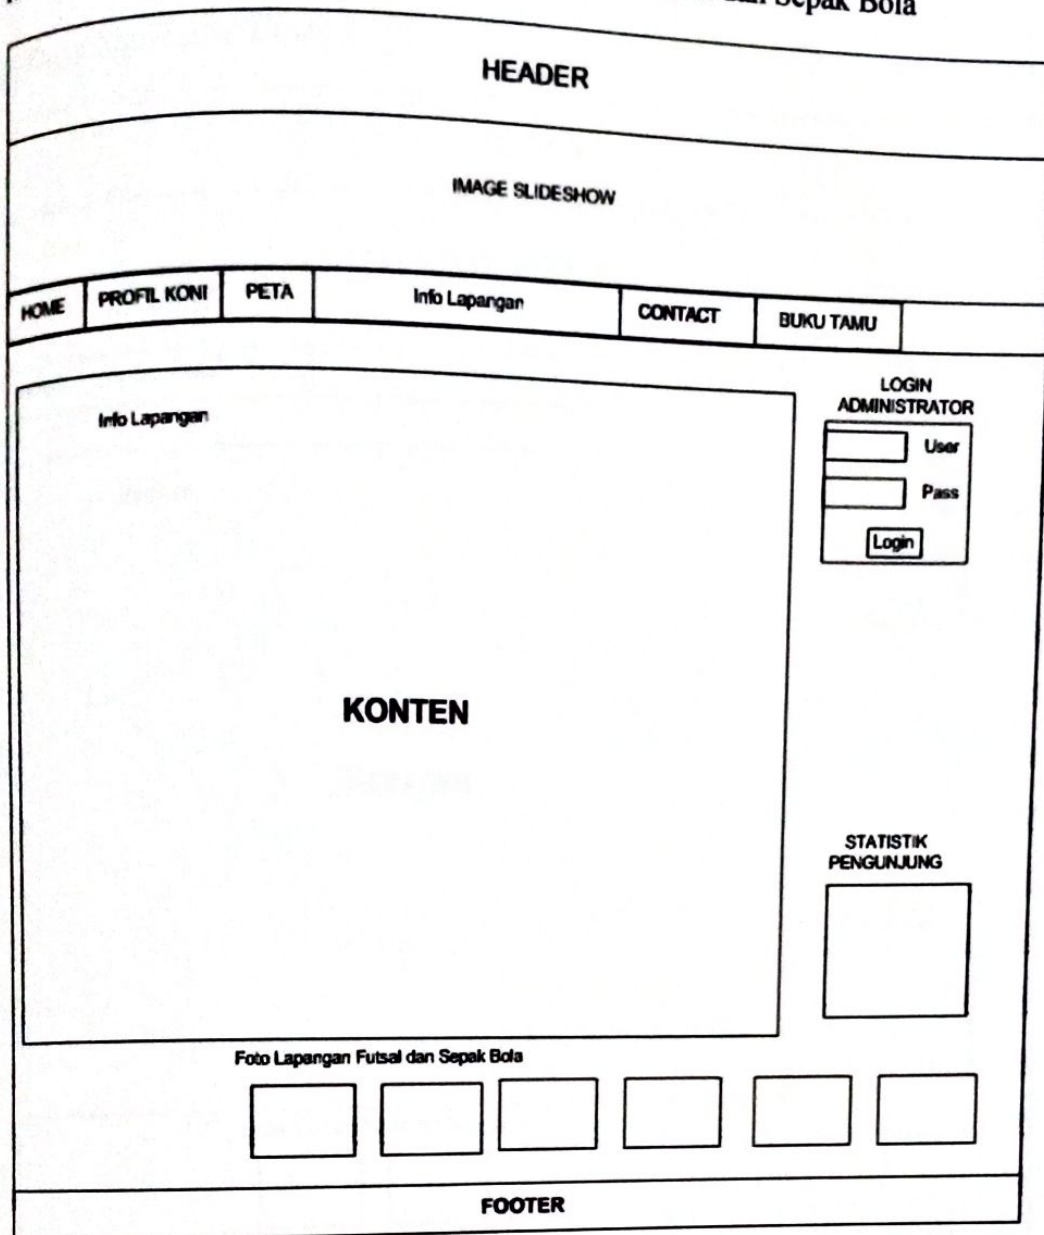 dan Sepak Bola
HEADER
IMAGE SLIDESHOW
HOME
PROFIL KONI
PETA
Info Lapangan
CONTACT
BUKU TAMU
Info Lapangan
LOGIN
ADMINISTRATOR
User
Pass
Login
KONTEN
STATISTIK
PENGUNJUNG
Foto Lapangan Futsal dan Sepak Bola
FOOTER